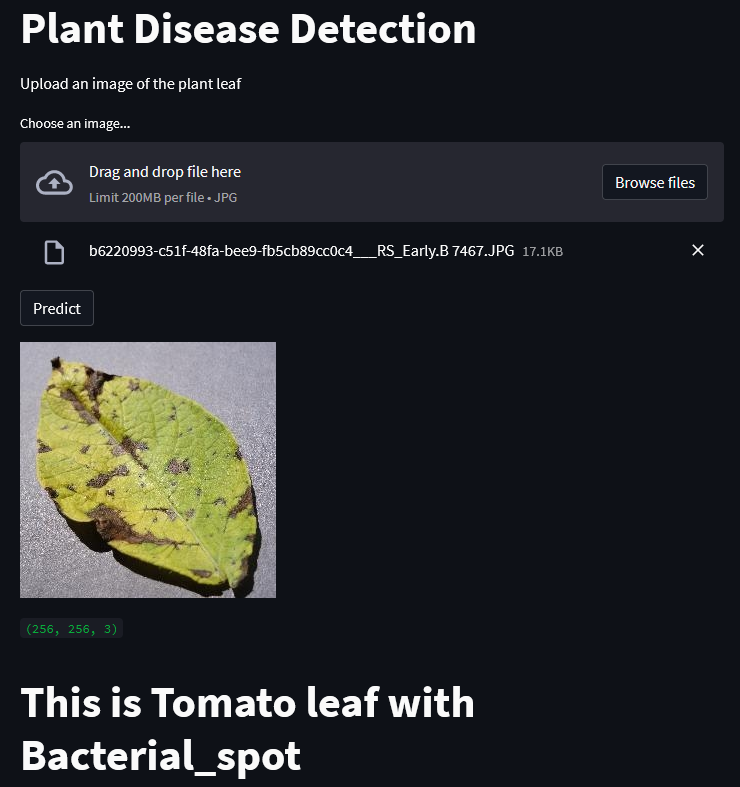 Plant Disease Detection
Upload an image of the plant leaf
Choose an image...
Drag and drop file here
Limit 200MB per file • JPG
Browse files
b6220993-c51f-48fa-bee9-fb5cb89cc0c4___RS_Early.B 7467.JPG 17.1KB
Predict
(256, 256, 3)
This is Tomato leaf with
Bacterial_spot